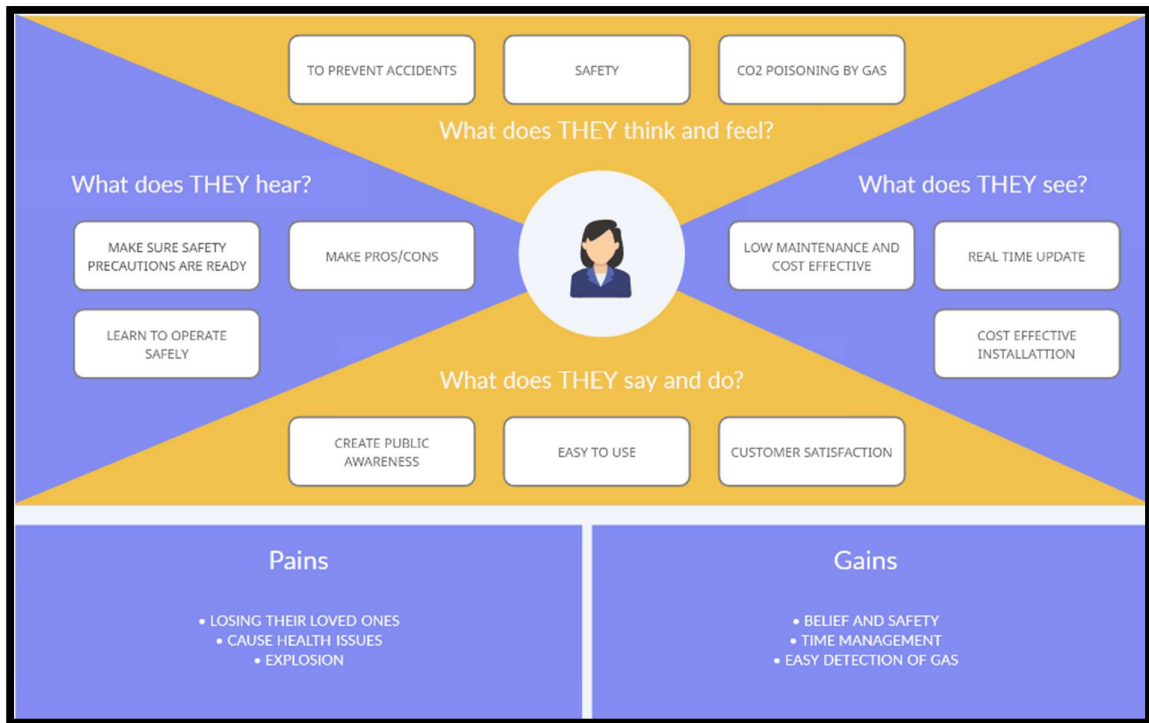 TO PREVENT ACCIDENTS
SAFETY
CO2 POISONING BY GAS
What does THEY think and feel?
What does THEY hear?
MAKE SURE SAFETY
PRECAUTIONS ARE READY
MAKE PROS/CONS
LEARN TO OPERATE
SAFELY
What does THEY see?
LOW MAINTENANCE AND
COST EFFECTIVE
REAL TIME UPDATE
COST EFFECTIVE
INSTALLATTION
What does THEY say and do?
CREATE PUBLIC
AWARENESS
EASY TO USE
CUSTOMER SATISFACTION
Pains
• LOSING THEIR LOVED ONES
• CAUSE HEALTH ISSUES
• EXPLOSION
Gains
• BELIEF AND SAFETY
• TIME MANAGEMENT
• EASY DETECTION OF GAS